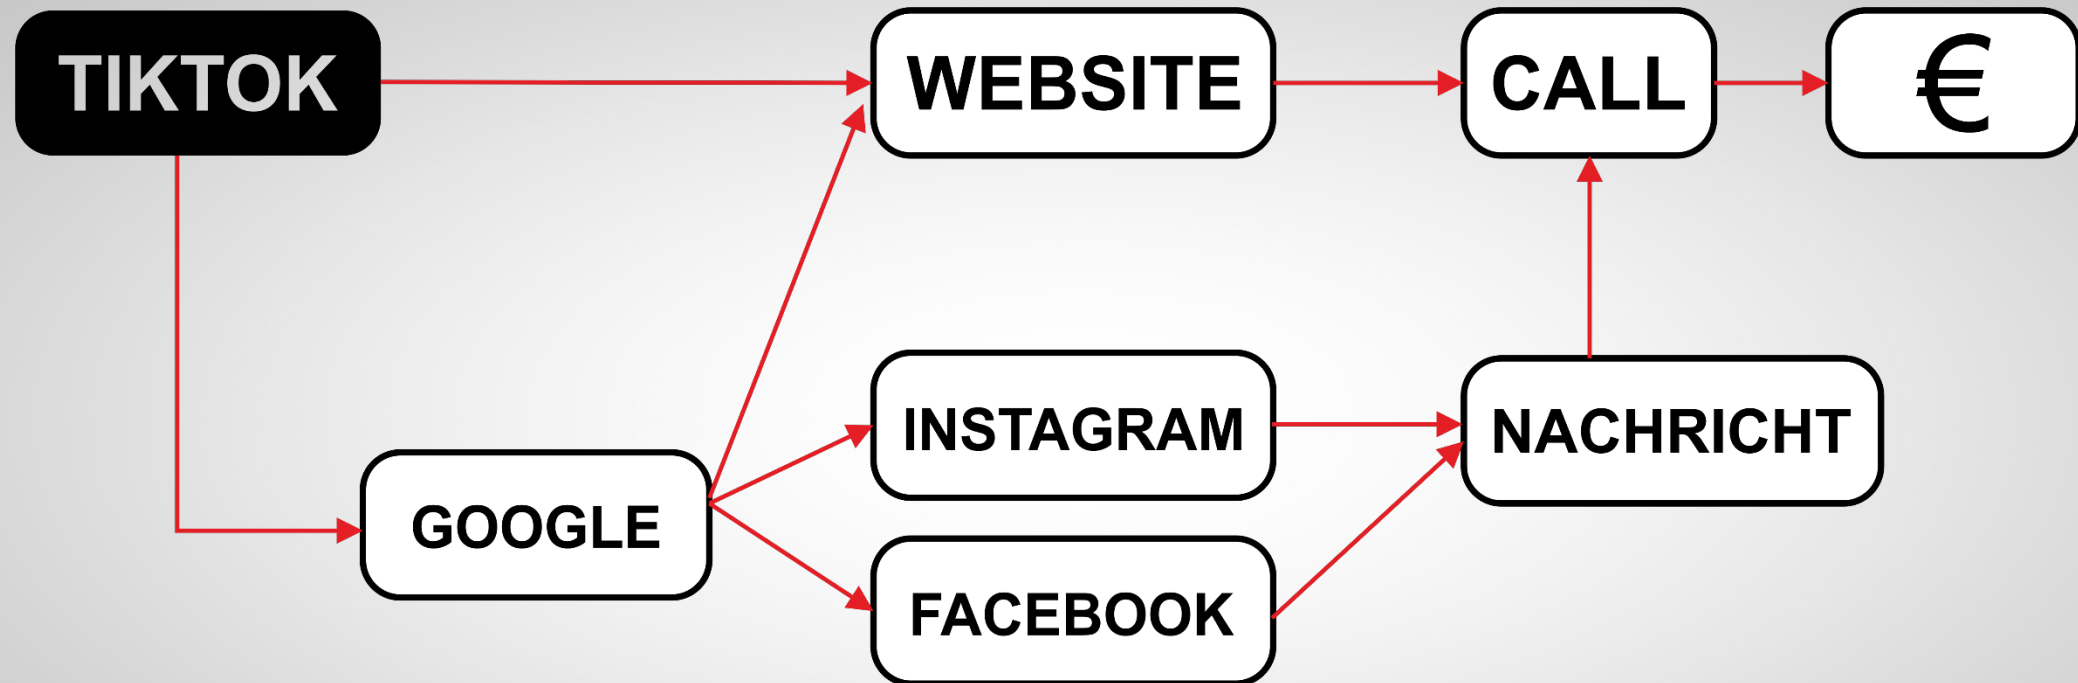 TIKTOK
WEBSITE
CALL
€
INSTAGRAM
NACHRICHT
GOOGLE
FACEBOOK